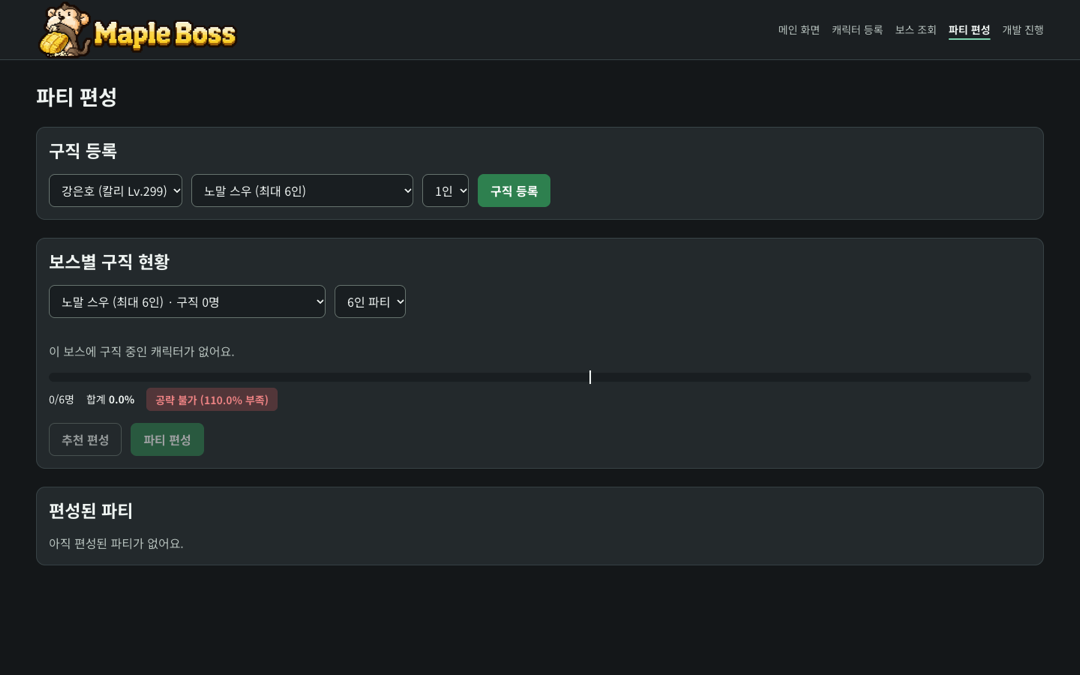 Maple Boss
메인 화면 캐릭터 등록 보스 조회 파티 편성 개발 진행
파티 편성
구직 등록
강은호 (칼리 Lv.299) 노말 스우 (최대 6인) 1인 구직 등록
보스별 구직 현황
노말 스우 (최대 6인) · 구직 0명 6인 파티
이 보스에 구직 중인 캐릭터가 없어요.
0/6명 합계 0.0% 공략 불가 (110.0% 부족)
추천 편성 파티 편성
편성된 파티
아직 편성된 파티가 없어요.